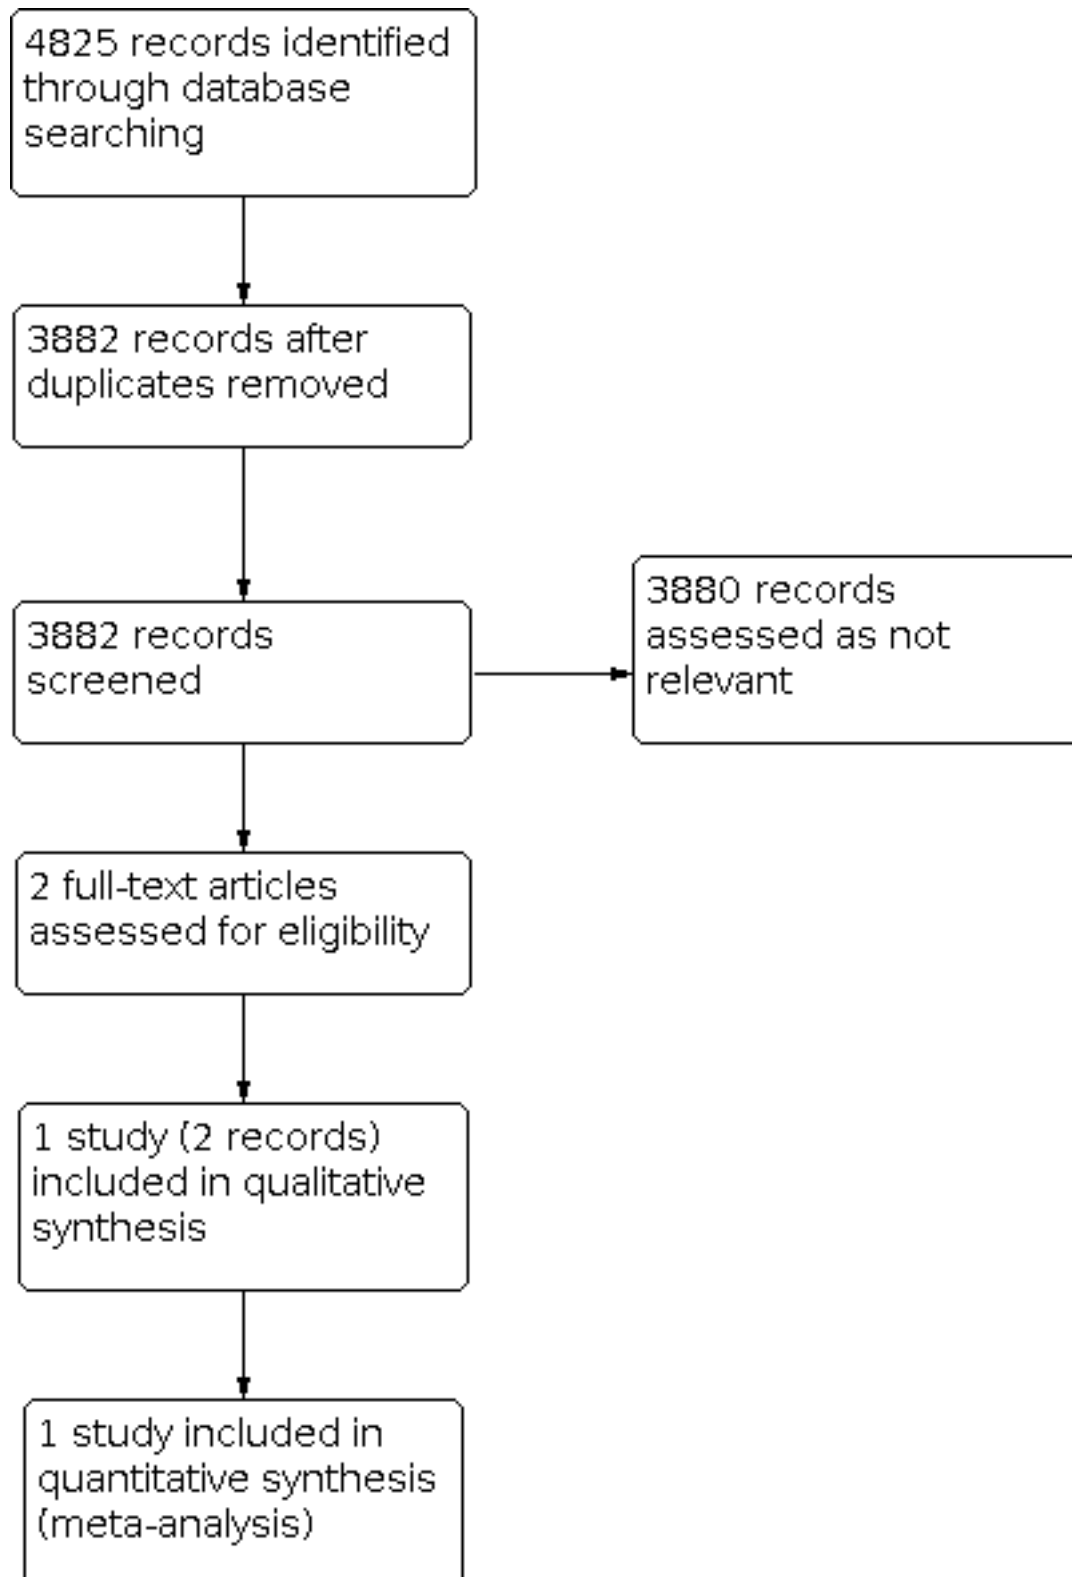 4825 records identified
through database
searching
3882 records after
duplicates removed
3882 records
screened
3880 records
assessed as not
relevant
2 full-text articles
assessed for eligibility
1 study (2 records)
included in qualitative
synthesis
1 study included in
quantitative synthesis
(meta-analysis)